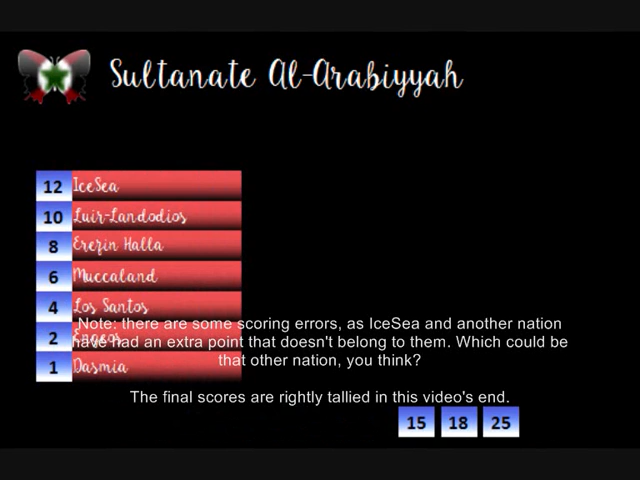 Sultanate Al-Arabiyyah
12 IceSea
10 Luir-Landodios
8 Erezin Halla
6 Muccaland
4 Los Santos
2
1 Dasmia
Note: there are some scoring errors, as IceSea and another nation
have had an extra point that doesn't belong to them. Which could be
that other nation, you think?
The final scores are rightly tallied in this video's end.
15 18 25